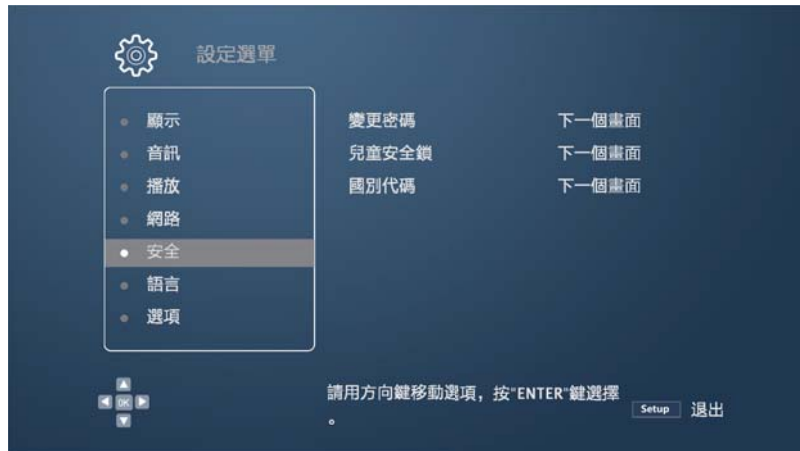 設定選單
顯示
音訊
播放
網路
安全
語言
選項
變更密碼 下一個畫面
兒童安全鎖 下一個畫面
國別代碼 下一個畫面
OK
請用方向鍵移動選項，按"ENTER"鍵選擇
。
Setup 退出